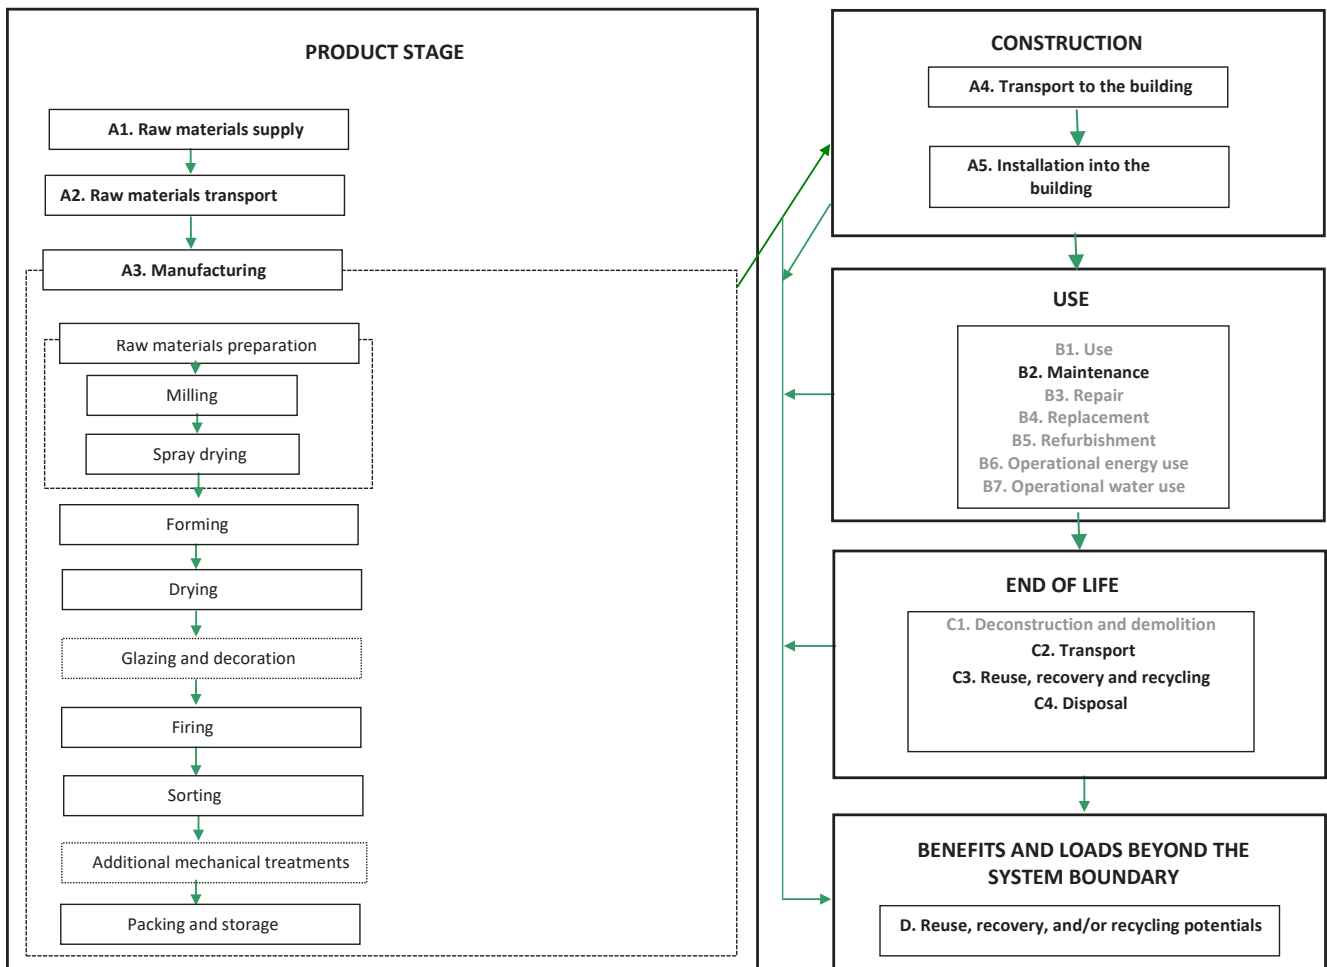 PRODUCT STAGE
A1. Raw materials supply
A2. Raw materials transport
A3. Manufacturing
Raw materials preparation
Milling
Spray drying
Forming
Drying
Glazing and decoration
Firing
Sorting
Additional mechanical treatments
Packing and storage
CONSTRUCTION
A4. Transport to the building
A5. Installation into the
building
USE
B1. Use
B2. Maintenance
B3. Repair
B4. Replacement
B5. Refurbishment
B6. Operational energy use
B7. Operational water use
END OF LIFE
C1. Deconstruction and demolition
C2. Transport
C3. Reuse, recovery and recycling
C4. Disposal
BENEFITS AND LOADS BEYOND THE
SYSTEM BOUNDARY
D. Reuse, recovery, and/or recycling potentials